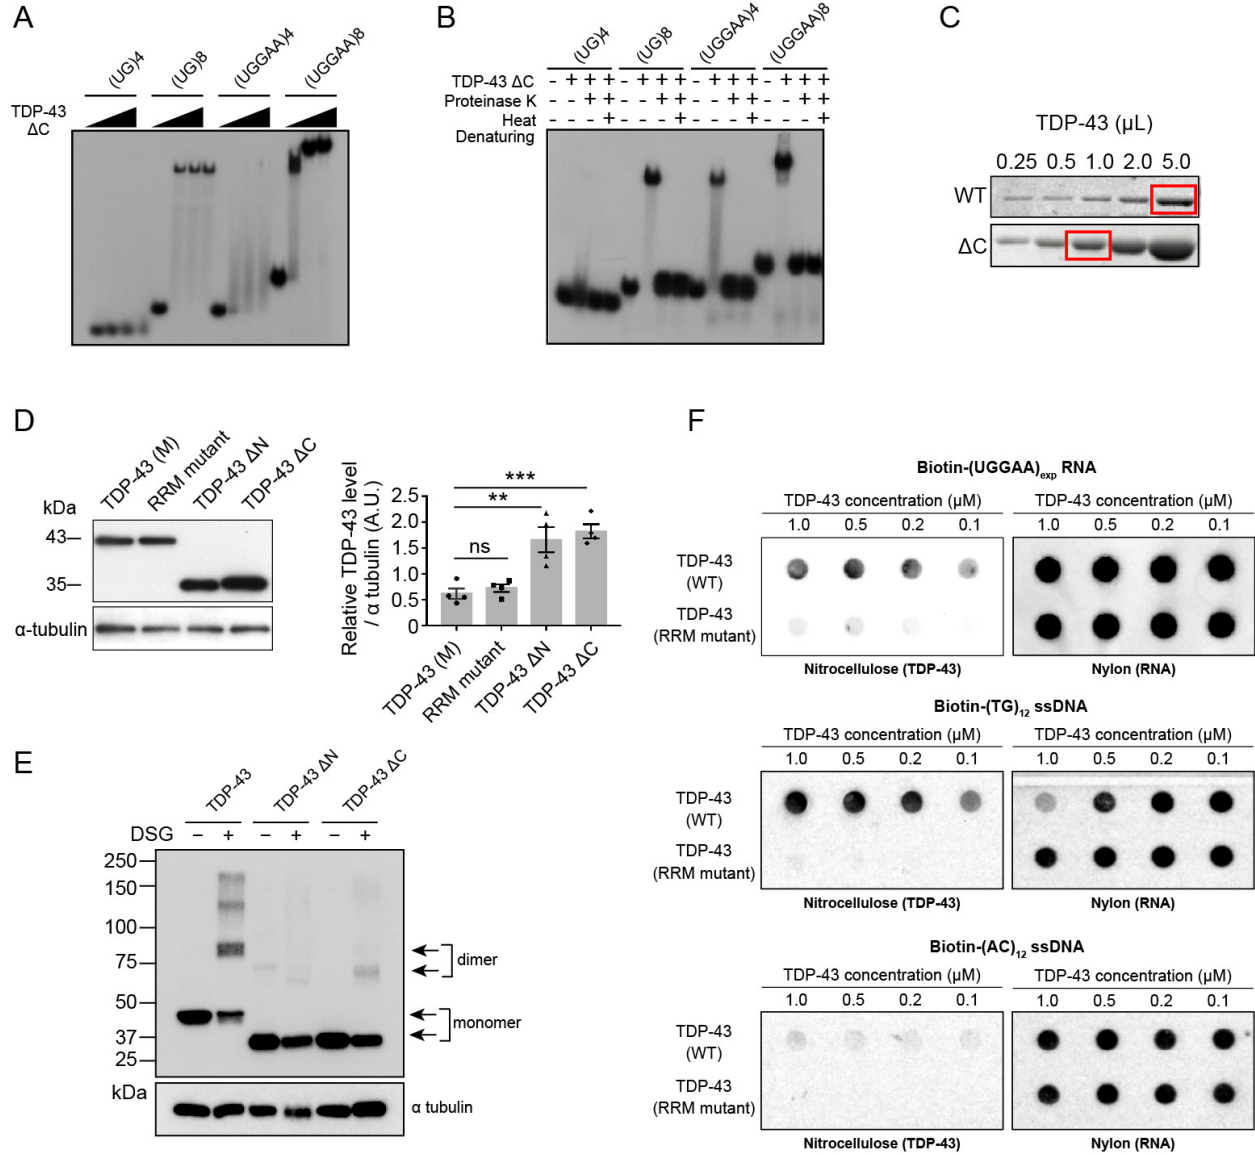 A
(UG)4
(UG)8
(UGGAA)4
(UGGAA)8
TDP-43
ΔC
B
(UG)4
(UG)8
(UGGAA)4
(UGGAA)8
TDP-43 ΔC - + + + - + + + - + + + - + + +
Proteinase K - - + + - - + + - - + + - - + +
Heat Denaturing - - - + - - - + - - - + - - - +
C
TDP-43 (μL)
0.25 0.5 1.0 2.0 5.0
WT
ΔC
D
TDP-43 (M)
RRM mutant
TDP-43 ΔN
TDP-43 ΔC
kDa
43
35
α-tubulin
Relative TDP-43 level
/ α tubulin (A.U.)
2.5
2.0
1.5
1.0
0.5
0
***
**
ns
TDP-43 (M)
RRM mutant
TDP-43 ΔN
TDP-43 ΔC
E
TDP-43
TDP-43 ΔN
TDP-43 ΔC
DSG - + - + - +
250
150
100
75
50
37
25
kDa
dimer
monomer
α tubulin
F
Biotin-(UGGAA)exp RNA
TDP-43 concentration (μM)
1.0 0.5 0.2 0.1
TDP-43 concentration (μM)
1.0 0.5 0.2 0.1
TDP-43
(WT)
TDP-43
(RRM mutant)
Nitrocellulose (TDP-43)
Nylon (RNA)
Biotin-(TG)12 ssDNA
TDP-43 concentration (μM)
1.0 0.5 0.2 0.1
TDP-43 concentration (μM)
1.0 0.5 0.2 0.1
TDP-43
(WT)
TDP-43
(RRM mutant)
Nitrocellulose (TDP-43)
Nylon (RNA)
Biotin-(AC)12 ssDNA
TDP-43 concentration (μM)
1.0 0.5 0.2 0.1
TDP-43 concentration (μM)
1.0 0.5 0.2 0.1
TDP-43
(WT)
TDP-43
(RRM mutant)
Nitrocellulose (TDP-43)
Nylon (RNA)